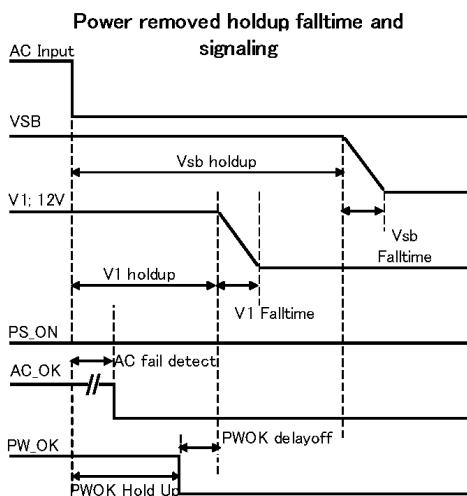 Power removed holdup falltime and
signaling
AC Input
VSB
Vsb holdup
V1; 12V
Vsb
Falltime
V1 holdup
V1 Falltime
PS_ON
AC fail detect
AC_OK
PWOK delayoff
PW_OK
PWOK Hold Up